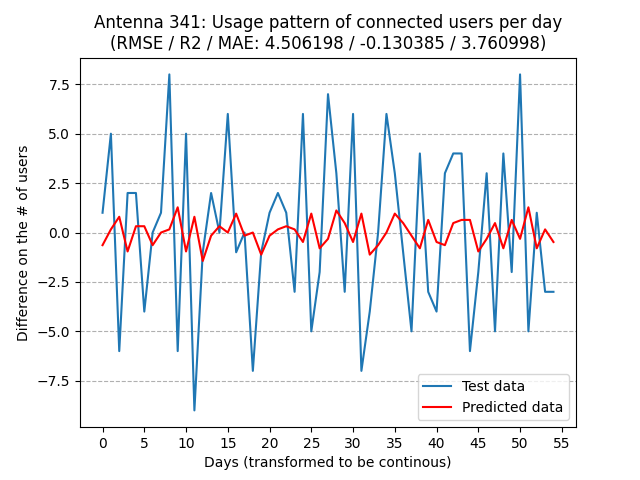 Antenna 341: Usage pattern of connected users per day
(RMSE / R2 / MAE: 4.506198 / -0.130385 / 3.760998)
Difference on the # of users
7.5
5.0
2.5
0.0
−2.5
−5.0
−7.5
Test data
Predicted data
0 5 10 15 20 25 30 35 40 45 50 55
Days (transformed to be continous)